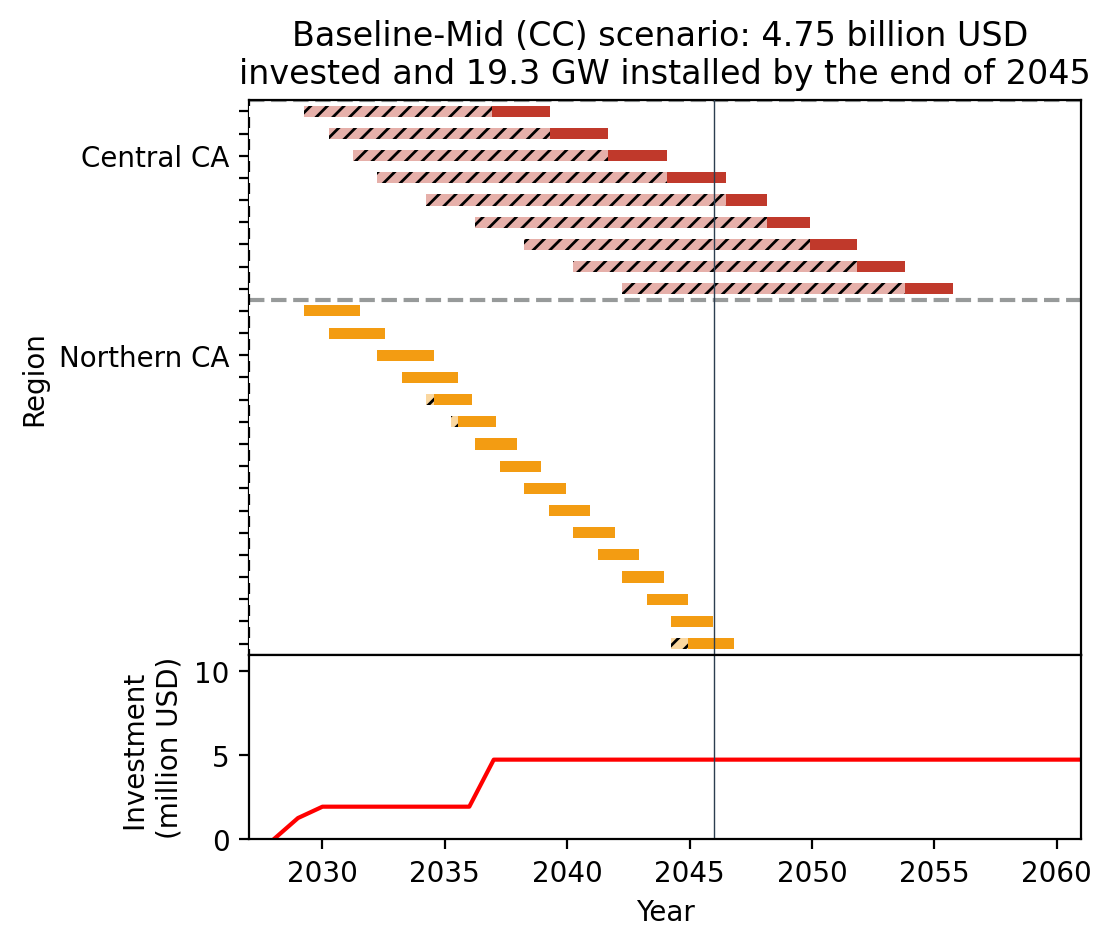 Baseline-Mid (CC) scenario: 4.75 billion USD
invested and 19.3 GW installed by the end of 2045
Central CA
Northern CA
Region
10
5
0
Investment
(million USD)
2030 2035 2040 2045 2050 2055 2060
Year